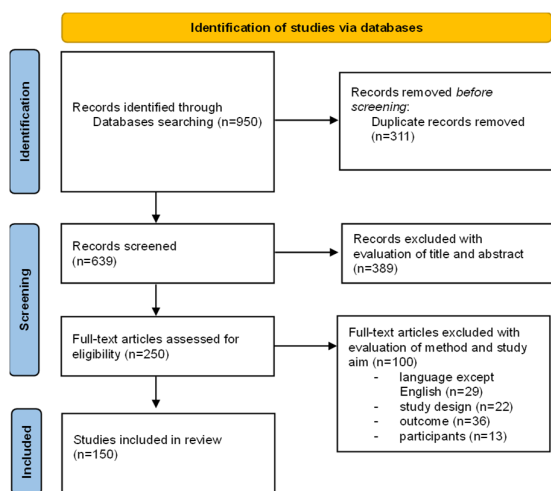 Identification of studies via databases
Identification
Records identified through
Databases searching (n=950)
Records removed before
screening:
Duplicate records removed
(n=311)
Screening
Records screened
(n=639)
Records excluded with
evaluation of title and abstract
(n=389)
Full-text articles assessed for
eligibility (n=250)
Full-text articles excluded with
evaluation of method and study
aim (n=100)
- language except
English (n=29)
- study design (n=22)
- outcome (n=36)
- participants (n=13)
Included
Studies included in review
(n=150)